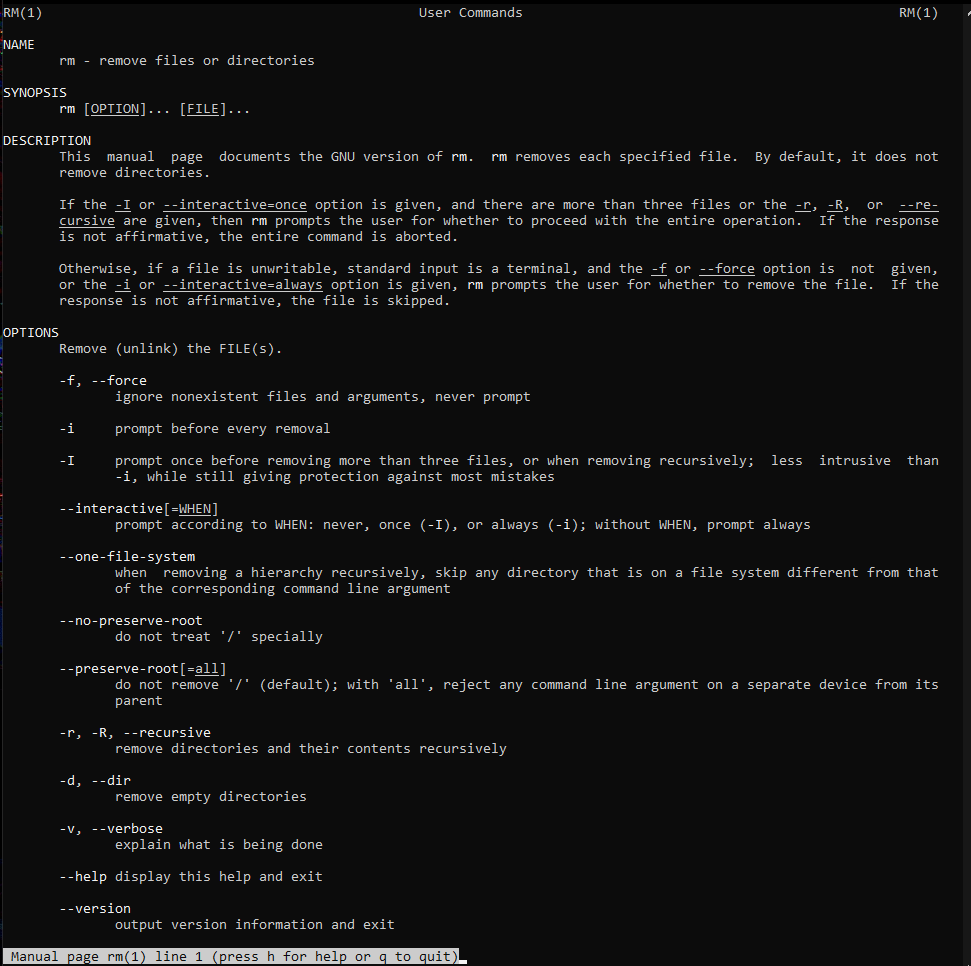 RM(1) User Commands RM(1)
NAME
rm - remove files or directories
SYNOPSIS
rm [OPTION]... [FILE]...
DESCRIPTION
This manual page documents the GNU version of rm. rm removes each specified file. By default, it does not
remove directories.
If the -I or --interactive=once option is given, and there are more than three files or the -r, -R, or --re-
cursive are given, then rm prompts the user for whether to proceed with the entire operation. If the response
is not affirmative, the entire command is aborted.
Otherwise, if a file is unwritable, standard input is a terminal, and the -f or --force option is not given,
or the -i or --interactive=always option is given, rm prompts the user for whether to remove the file. If the
response is not affirmative, the file is skipped.
OPTIONS
Remove (unlink) the FILE(s).
-f, --force
ignore nonexistent files and arguments, never prompt
-i prompt before every removal
-I prompt once before removing more than three files, or when removing recursively; less intrusive than
-i, while still giving protection against most mistakes
--interactive[=WHEN]
prompt according to WHEN: never, once (-I), or always (-i); without WHEN, prompt always
--one-file-system
when removing a hierarchy recursively, skip any directory that is on a file system different from that
of the corresponding command line argument
--no-preserve-root
do not treat '/' specially
--preserve-root[=all]
do not remove '/' (default); with 'all', reject any command line argument on a separate device from its
parent
-r, -R, --recursive
remove directories and their contents recursively
-d, --dir
remove empty directories
-v, --verbose
explain what is being done
--help display this help and exit
--version
output version information and exit
Manual page rm(1) line 1 (press h for help or q to quit)